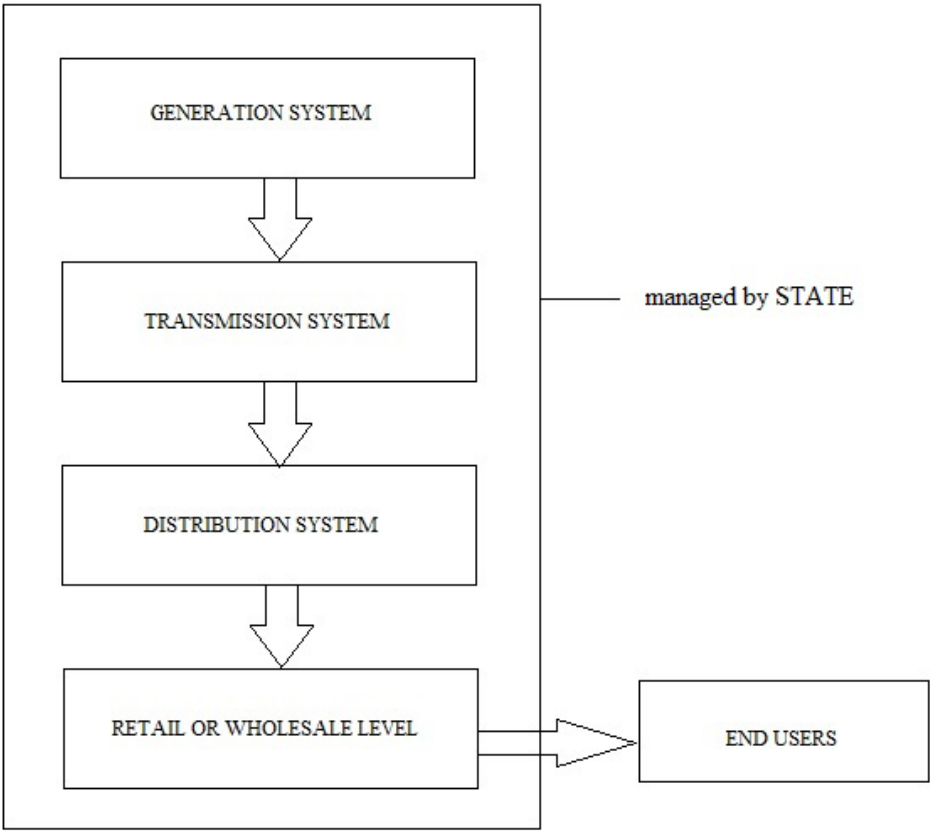 GENERATION SYSTEM
TRANSMISSION SYSTEM
managed by STATE
DISTRIBUTION SYSTEM
RETAIL OR WHOLESALE LEVEL
END USERS